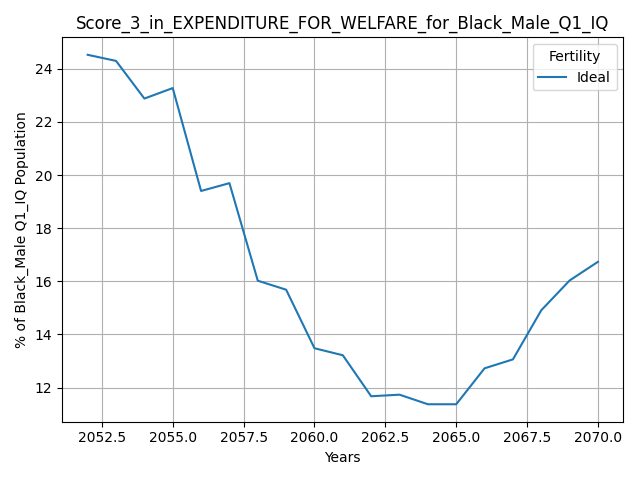 Score_3_in_EXPENDITURE_FOR_WELFARE_for_Black_Male_Q1_IQ
Fertility
Ideal
24
22
20
18
16
14
12
% of Black_Male Q1_IQ Population
2052.5 2055.0 2057.5 2060.0 2062.5 2065.0 2067.5 2070.0
Years